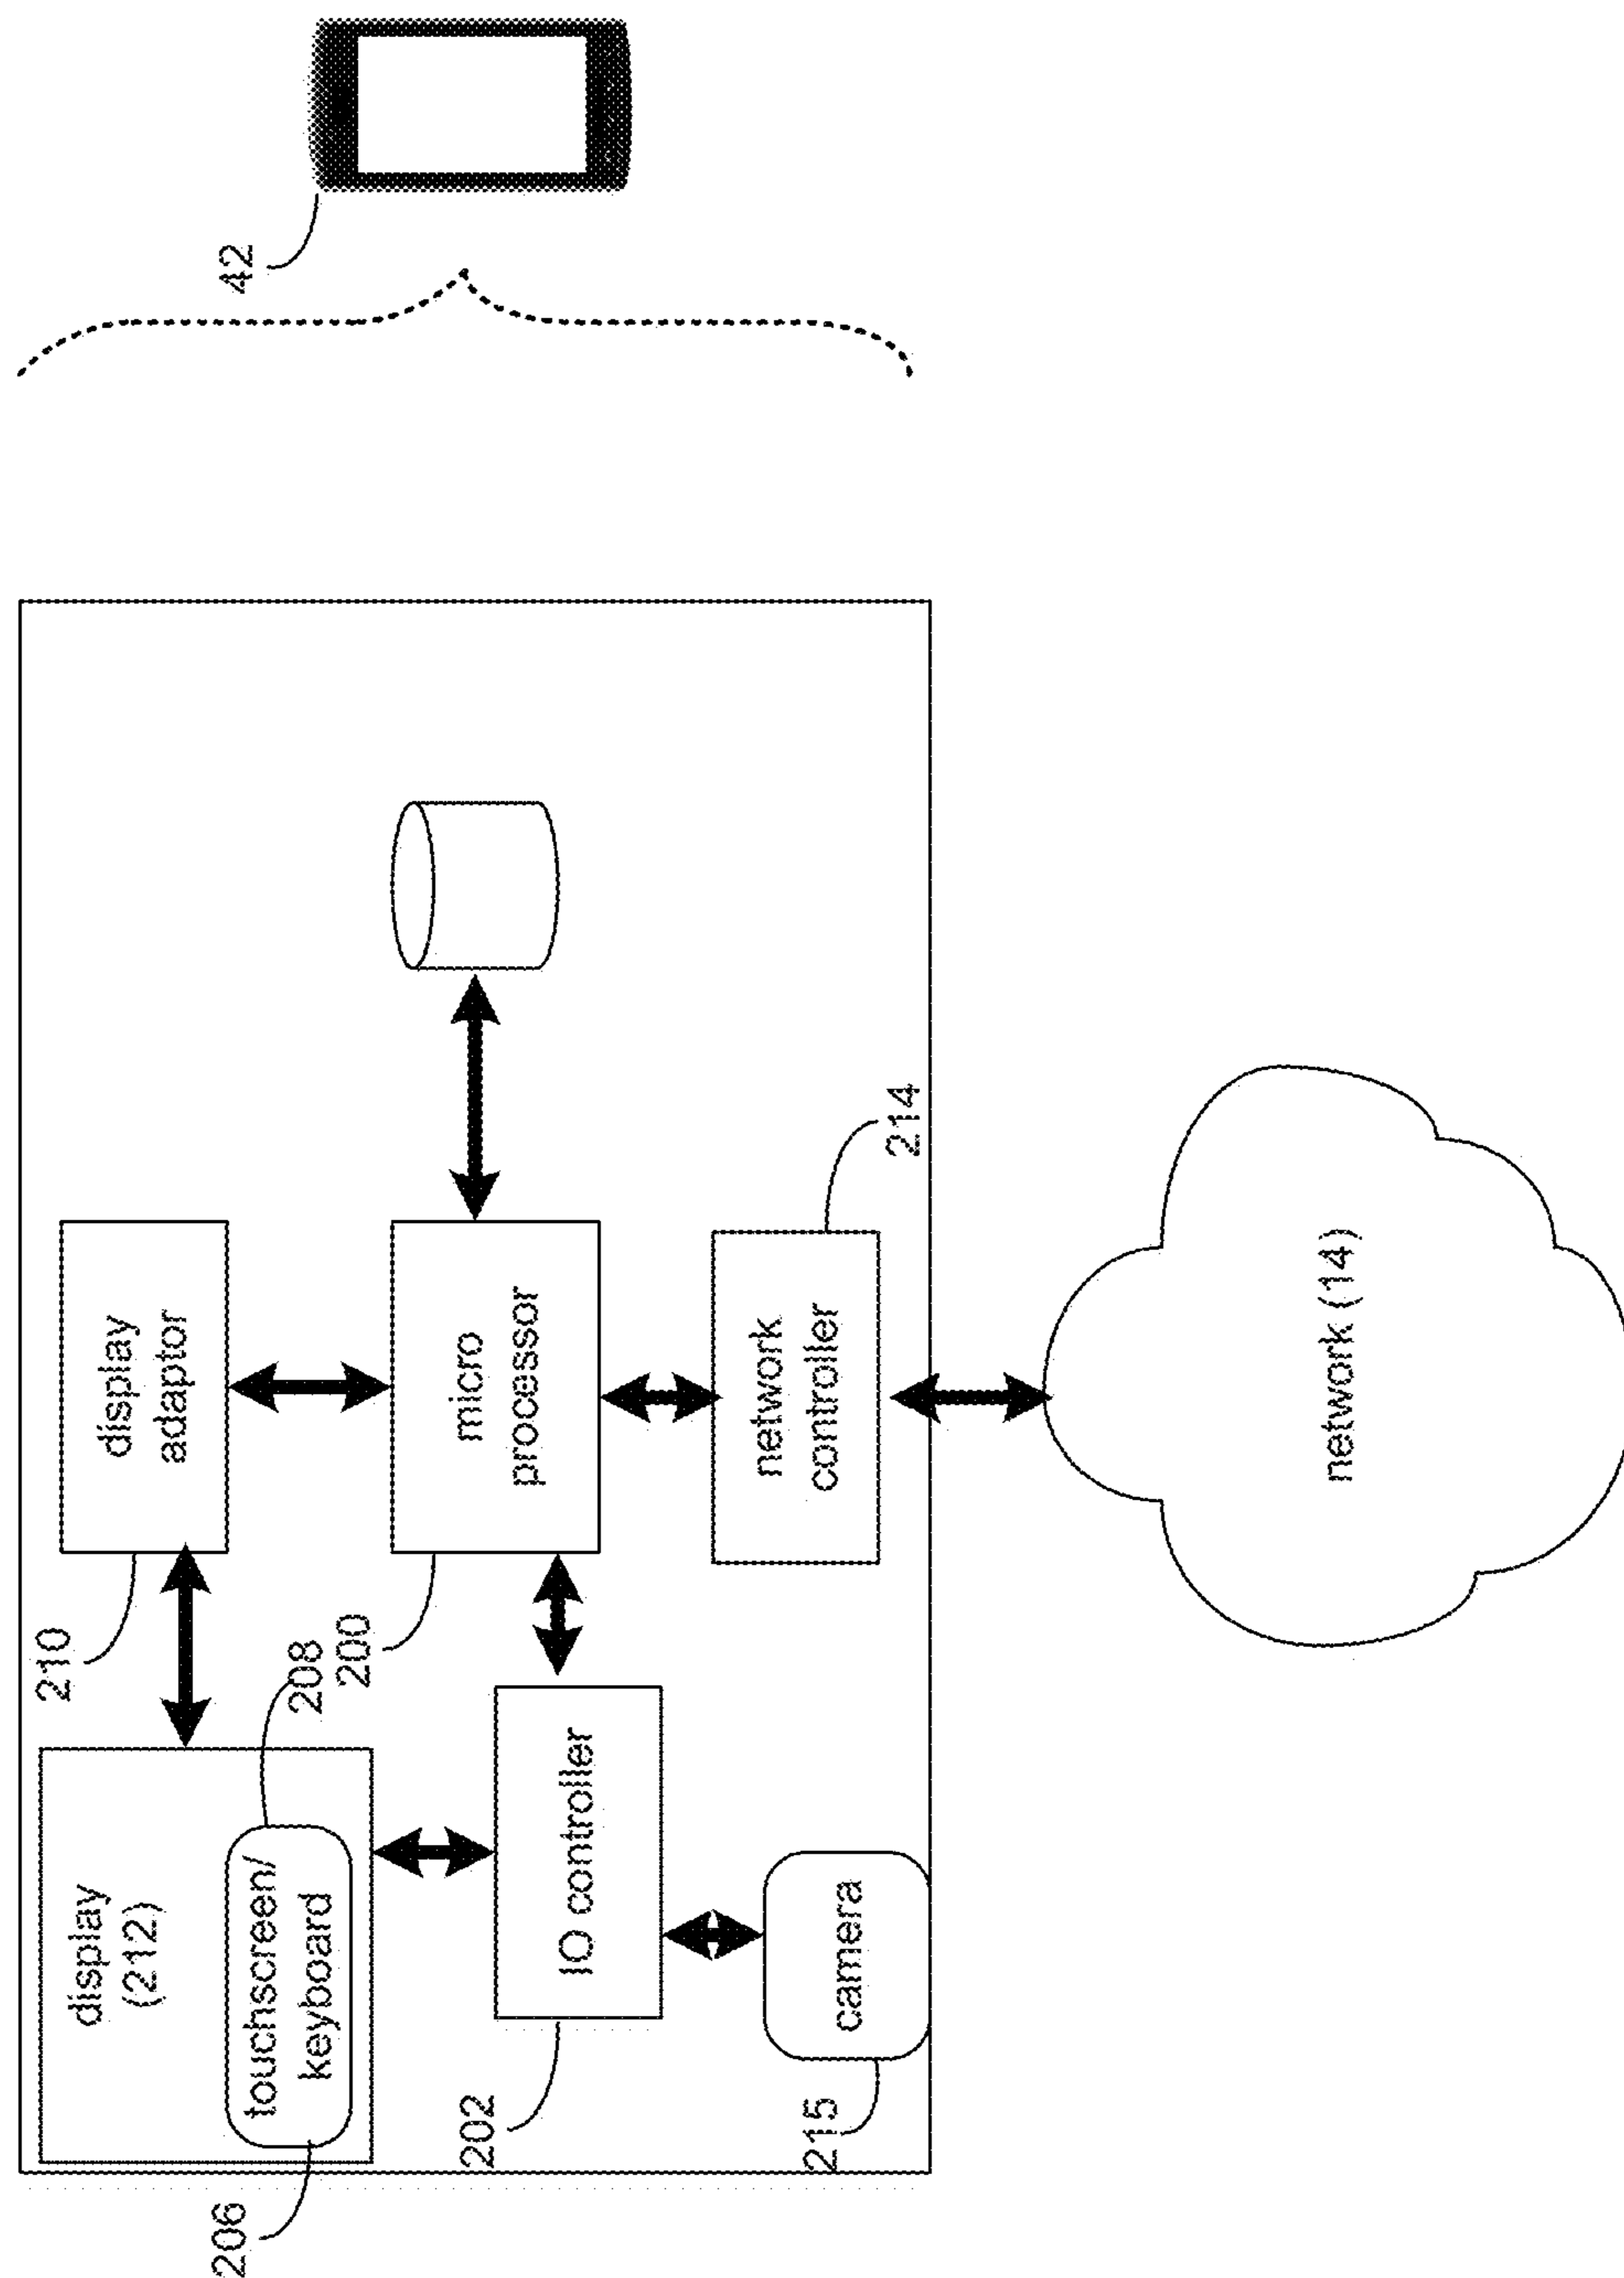 206
display
(212)
touchscreen/
keyboard
208
210
display
adaptor
200
micro
processor
202
IO controller
215
camera
network
controller
214
network (14)
42